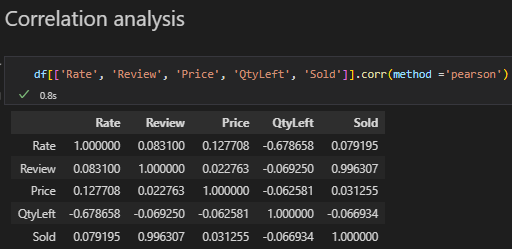 Correlation analysis
df[['Rate', 'Review', 'Price', 'QtyLeft', 'Sold']].corr(method ='pearson')
0.8s
Rate Review Price QtyLeft Sold
Rate 1.000000 0.083100 0.127708 -0.678658 0.079195
Review 0.083100 1.000000 0.022763 -0.069250 0.996307
Price 0.127708 0.022763 1.000000 -0.062581 0.031255
QtyLeft -0.678658 -0.069250 -0.062581 1.000000 -0.066934
Sold 0.079195 0.996307 0.031255 -0.066934 1.000000